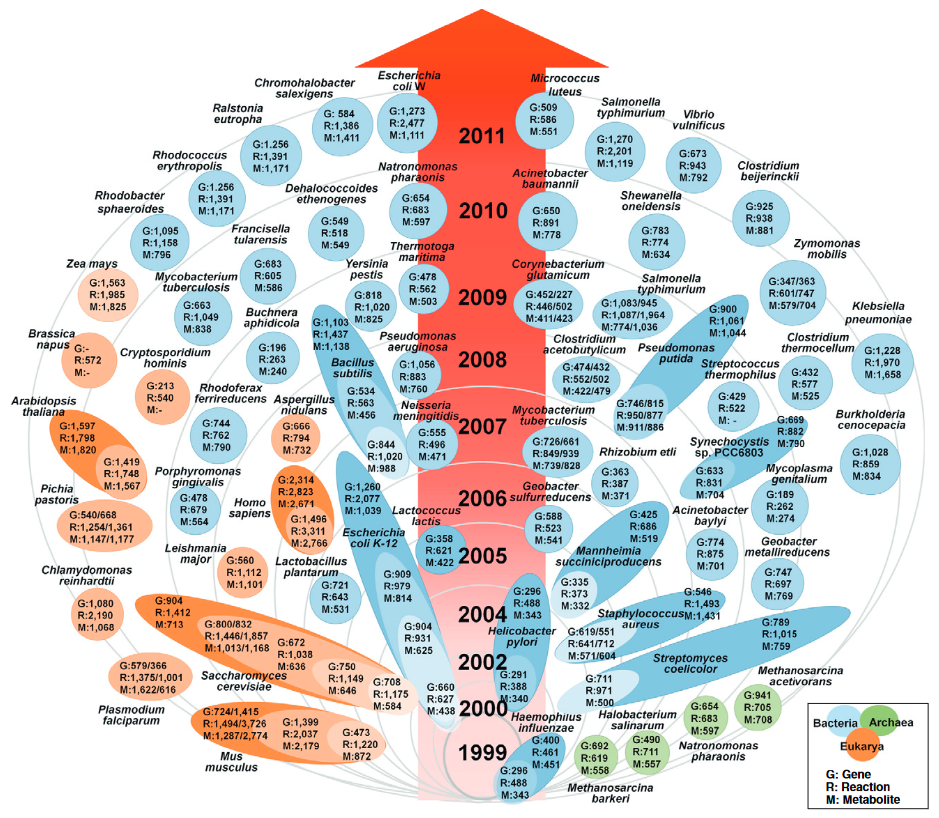 Escherichia
coli W
G:1,273
R:2,477
M:1,111
Chromohalobacter
salexigens
G: 584
R:1,386
M:1,411
Ralstonia
eutropha
G:1.256
R:1,391
M:1,171
Rhodococcus
erythropolis
G:1.256
R:1,391
M:1,171
Rhodobacter
sphaeroides
G:1,095
R:1,158
M:796
Zea mays
G:1,563
R:1,985
M:1,825
Brassica
napus
G:-
R:572
M:-
Arabidopsis
thaliana
G:1,597
R:1,798
M:1,820
G:1,419
R:1,748
M:1,567
Pichia
pastoris
G:540/668
R:1,254/1,361
M:1,147/1,177
Chlamydomonas
reinhardtii
G:1,080
R:2,190
M:1,068
G:579/366
R:1,375/1,001
M:1,622/616
Plasmodium
falciparum
Natronomonas
pharaonis
G:654
R:683
M:597
Dehalococcoides
ethenogenes
G:549
R:518
M:549
Francisella
tularensis
G:683
R:605
M:586
Mycobacterium
tuberculosis
G:663
R:1,049
M:838
Cryptosporidium
hominis
G:213
R:540
M:-
Thermotoga
maritima
G:478
R:562
M:503
Yersinia
pestis
G:818
R:1,020
M:825
Buchnera
aphidicola
G:196
R:263
M:240
Rhodoferax
ferrireducens
G:744
R:762
M:790
Porphyromonas
gingivalis
G:478
R:679
M:564
Leishmania
major
G:560
R:1,112
M:1,101
G:1,103
R:1,437
M:1,138
Bacillus
subtilis
G:534
R:563
M:456
G:844
R:1,020
M:988
Pseudomonas
aeruginosa
G:1,056
R:883
M:760
Aspergillus
nidulans
G:666
R:794
M:732
Neisseria
meningitidis
G:555
R:496
M:471
Homo
sapiens
G:2,314
R:2,823
M:2,671
G:1,496
R:3,311
M:2,766
G:1,260
R:2,077
M:1,039
Escherichia
coli K-12
G:909
R:979
M:814
G:904
R:931
M:625
G:660
R:627
M:438
Lactococcus
lactis
G:358
R:621
M:422
Lactobacillus
plantarum
G:721
R:643
M:531
G:904
R:1,412
M:713
G:800/832
R:1,446/1,857
M:1,013/1,168
G:672
R:1,038
M:636
G:750
R:1,149
M:646
G:708
R:1,175
M:584
Saccharomyces
cerevisiae
G:724/1,415
R:1,494/3,726
M:1,287/2,774
G:1,399
R:2,037
M:2,179
G:473
R:1,220
M:872
Mus
musculus
2011
2010
2009
2008
2007
2006
2005
2004
2002
2000
1999
Micrococcus
luteus
G:509
R:586
M:551
Salmonella
typhimurium
G:1,270
R:2,201
M:1,119
Vibrio
vulnificus
G:673
R:943
M:792
Clostridium
beijerinckii
G:925
R:938
M:881
Zymomonas
mobilis
G:347/363
R:601/747
M:579/704
Klebsiella
pneumoniae
G:1,228
R:1,970
M:1,658
Burkholderia
cenocepacia
G:1,028
R:859
M:834
Acinetobacter
baumannii
G:650
R:891
M:778
Shewanella
oneidensis
G:783
R:774
M:634
Corynebacterium
glutamicum
G:452/227
R:446/502
M:411/423
Salmonella
typhimurium
G:1,083/945
R:1,087/1,964
M:774/1,036
G:900
R:1,061
M:1,044
Pseudomonas
putida
G:746/815
R:950/877
M:911/886
Clostridium
acetobutylicum
G:474/432
R:552/502
M:422/479
Streptococcus
thermophilus
G:429
R:522
M: -
Clostridium
thermocellum
G:432
R:577
M:525
Mycobacterium
tuberculosis
G:726/661
R:849/939
M:739/828
Rhizobium etli
G:363
R:387
M:371
G:669
R:882
M:790
Synechocystis
sp. PCC6803
G:633
R:831
M:704
Mycoplasma
genitalium
G:189
R:262
M:274
Geobacter
sulfurreducens
G:588
R:523
M:541
G:425
R:686
M:519
Mannheimia
succiniciproducens
G:335
R:373
M:332
Acinetobacter
baylyi
G:774
R:875
M:701
Geobacter
metallireducens
G:747
R:697
M:769
G:296
R:488
M:343
Helicobacter
pylori
G:291
R:388
M:340
G:546
R:1,493
M:1,431
Staphylococcus
aureus
G:619/551
R:641/712
M:571/604
G:789
R:1,015
M:759
Streptomyces
coelicolor
G:711
R:971
M:500
Haemophilus
influenzae
G:400
R:461
M:451
G:296
R:488
M:343
G:692
R:619
M:558
Methanosarcina
barkeri
Halobacterium
salinarum
G:490
R:711
M:557
G:654
R:683
M:597
Natronomonas
pharaonis
Methanosarcina
acetivorans
G:941
R:705
M:708
Bacteria
Archaea
Eukarya
G: Gene
R: Reaction
M: Metabolite